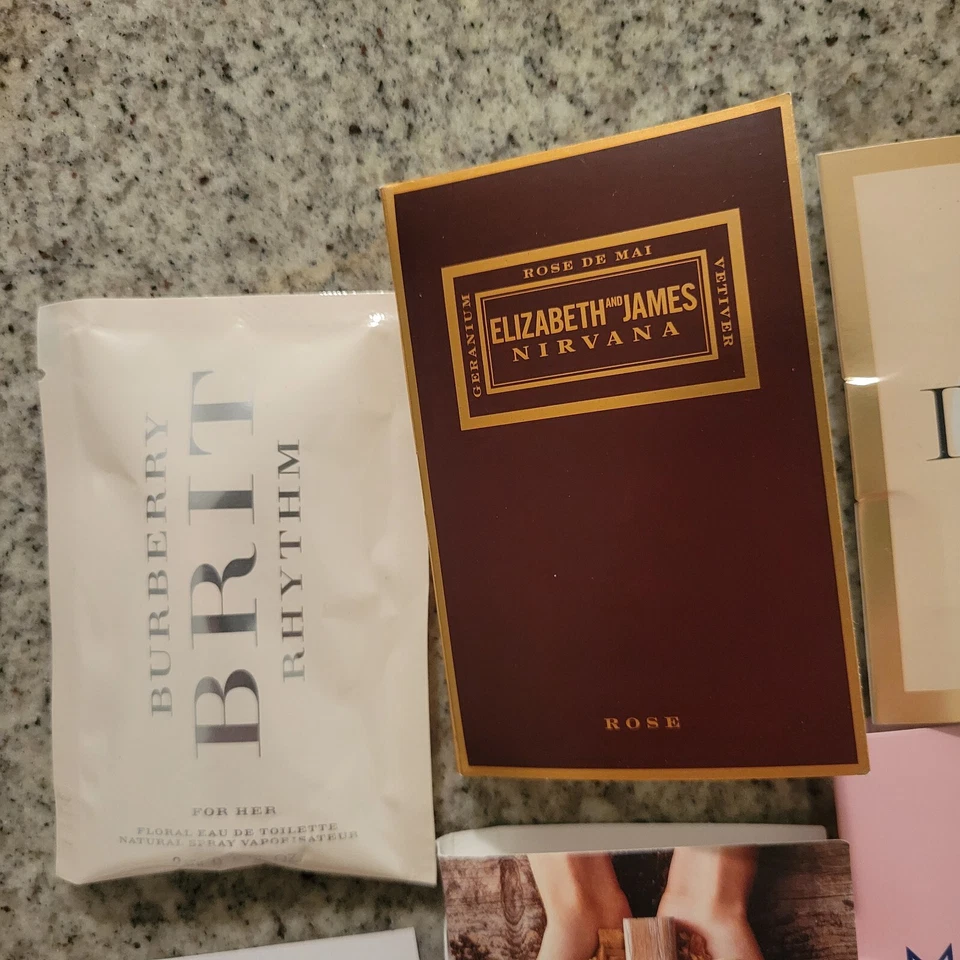 BURBERRY
BRIT
RHYTHM
FOR HER
FLORAL EAU DE TOILETTE
NATURAL SPRAY VAPORISATEUR
ROSE DE MAI
GERANIUM
ELIZABETH AND JAMES
NIRVANA
VETIVER
ROSE